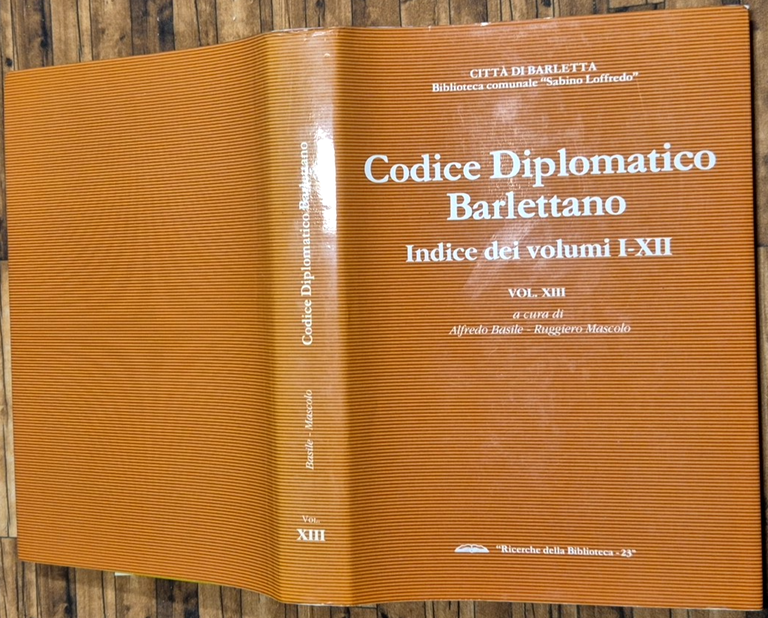 CITTÀ DI BARLETTA
Biblioteca comunale "Sabino Loffredo"
Codice Diplomatico
Barlettano
Indice dei volumi I-XII
VOL. XIII
a cura di
Alfredo Basile - Ruggiero Mascolo
"Ricerche della Biblioteca - 23"
Codice Diplomatico Barlettano
Basile - Mascolo
VOL.
XIII